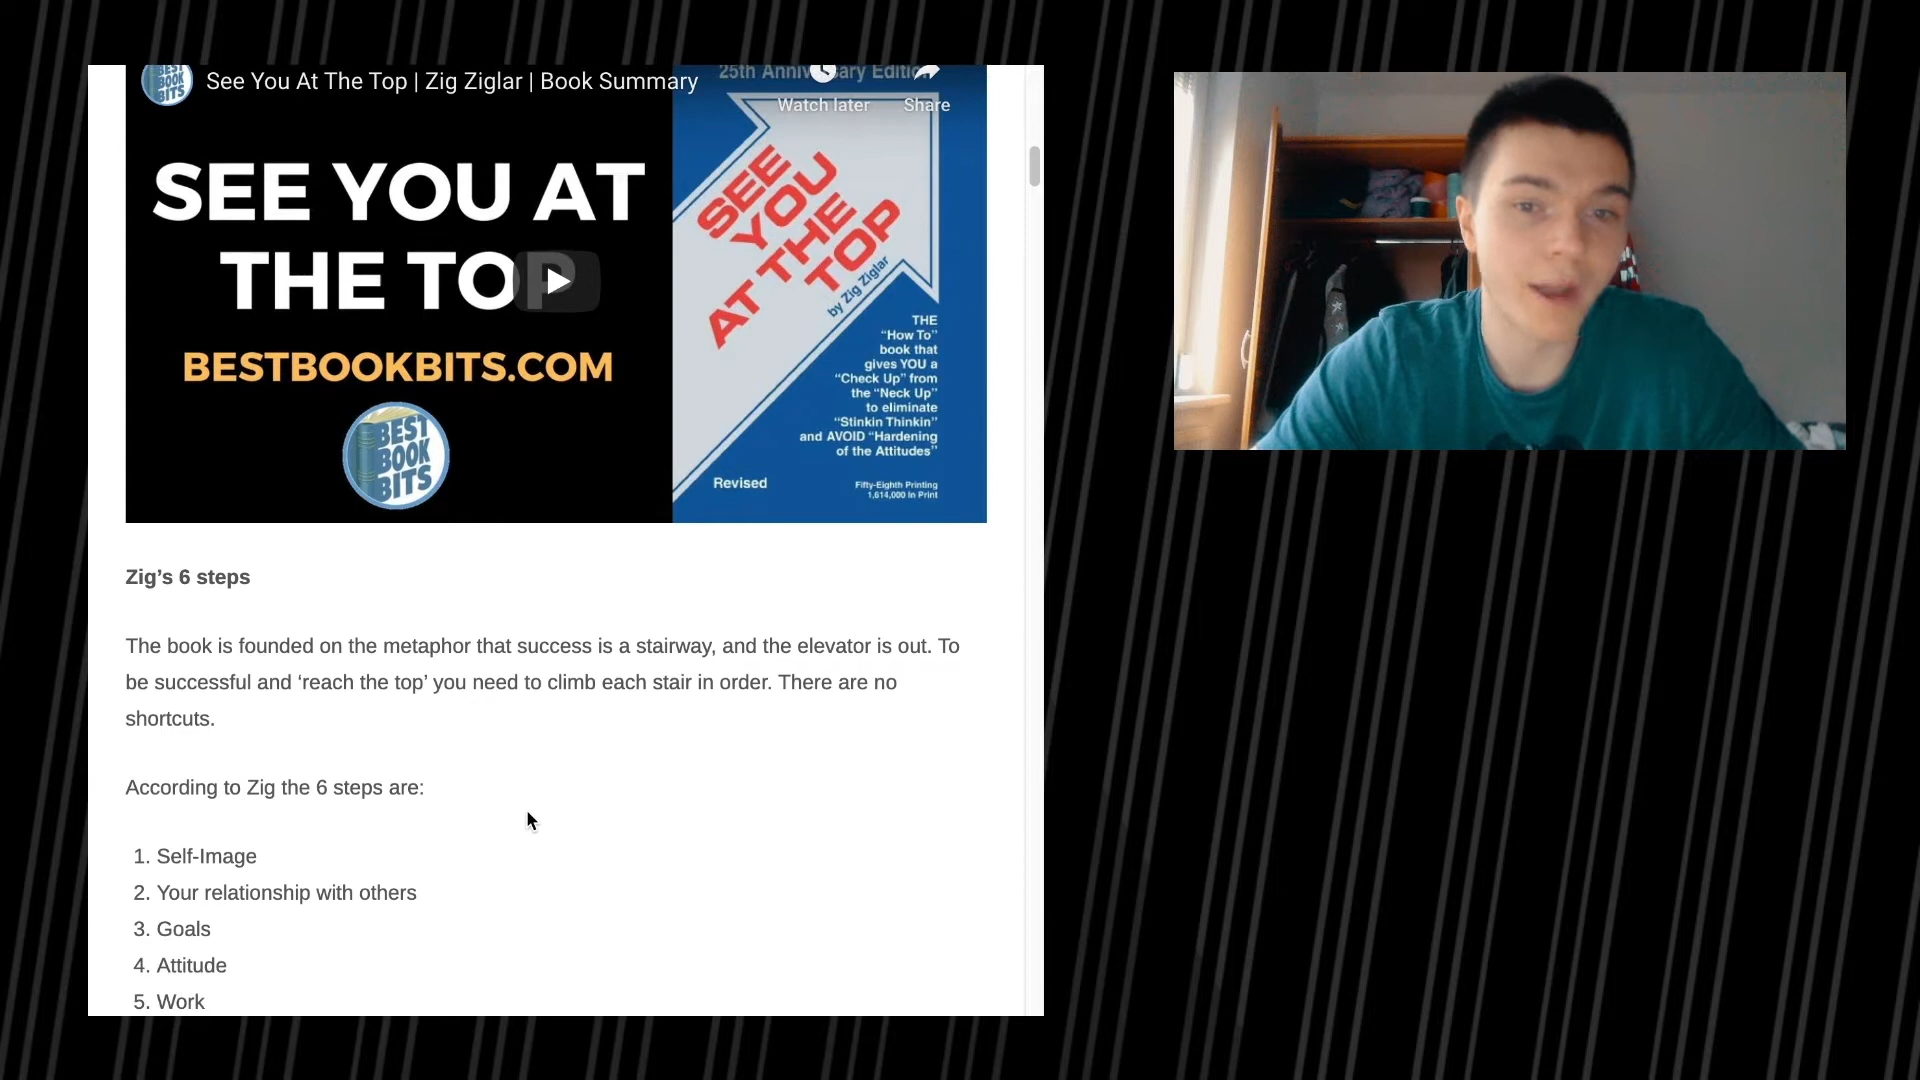 BEST
BOOK
BITS
See You At The Top | Zig Ziglar | Book Summary
25th Anniversary Edition
Watch later
Share
SEE YOU AT
THE TOP
BESTBOOKBITS.COM
BEST
BOOK
BITS
SEE
YOU
AT THE
TOP
by Zig Ziglar
THE
“How To”
book that
gives YOU a
“Check Up” from
the “Neck Up”
to eliminate
“Stinkin Thinkin”
and AVOID “Hardening
of the Attitudes”
Revised
Fifty-Eighth Printing
1,614,000 In Print
Zig’s 6 steps
The book is founded on the metaphor that success is a stairway, and the elevator is out. To
be successful and ‘reach the top’ you need to climb each stair in order. There are no
shortcuts.
According to Zig the 6 steps are:
1. Self-Image
2. Your relationship with others
3. Goals
4. Attitude
5. Work